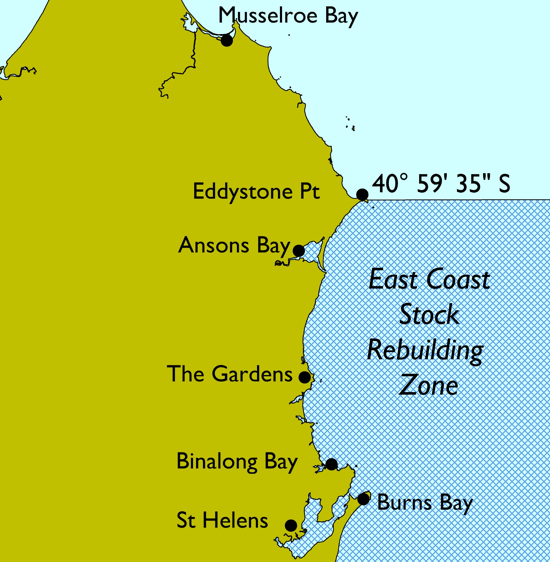 Musselroe Bay
40° 59' 35" S
Eddystone Pt
Ansons Bay
East Coast
Stock
Rebuilding
Zone
The Gardens
Binalong Bay
Burns Bay
St Helens